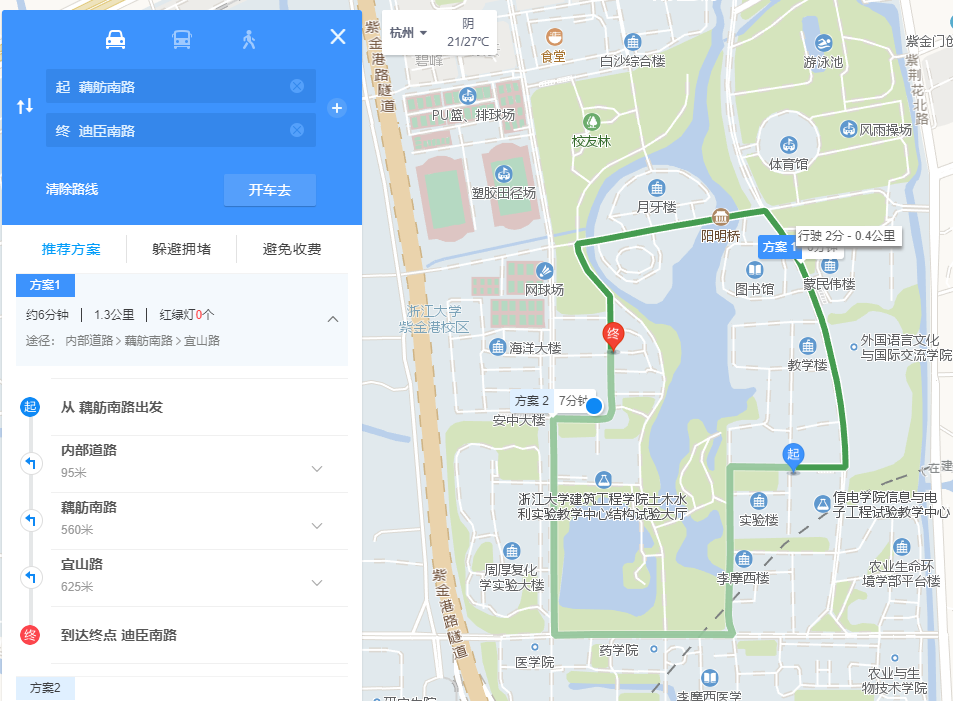 起 藕舫南路
终 迪臣南路
清除路线
开车去
推荐方案
躲避拥堵
避免收费
方案1
约6分钟
1.3公里
红绿灯0个
途径： 内部道路>藕舫南路>宜山路
起
从 藕舫南路出发
内部道路
95米
藕舫南路
560米
宜山路
625米
终
到达终点 迪臣南路
方案2
杭州
阴
21/27℃
碧峰
紫金港路隧道
食堂
白沙综合楼
游泳池
紫金门创
紫荆花北路
PU篮、排球场
校友林
风雨操场
体育馆
塑胶田径场
月牙楼
阳明桥
行驶 2分 - 0.4公里
方案 1
图书馆
蒙民伟楼
网球场
浙江大学
紫金港校区
终
海洋大楼
教学楼
外国语言文化
与国际交流学院
方案 2
7分钟
安中大楼
起
在建
浙江大学建筑工程学院土木水
利实验教学中心结构试验大厅
实验楼
信电学院信息与电
子工程试验教学中心
周厚复化
学实验大楼
李摩西楼
农业生命环
境学部平台楼
紫金港路隧道
医学院
药学院
农业与生
物技术学院
李摩西医学